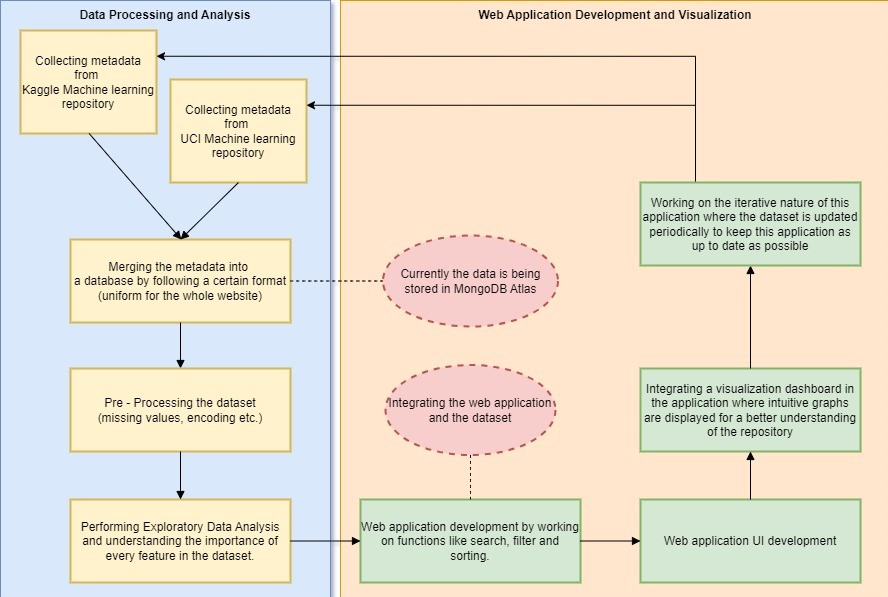 Data Processing and Analysis
Collecting metadata
from
Kaggle Machine learning
repository
Collecting metadata
from
UCI Machine learning
repository
Merging the metadata into
a database by following a certain format
(uniform for the whole website)
Pre - Processing the dataset
(missing values, encoding etc.)
Performing Exploratory Data Analysis
and understanding the importance of
every feature in the dataset.
Web Application Development and Visualization
Currently the data is being
stored in MongoDB Atlas
Integrating the web application
and the dataset
Web application development by working
on functions like search, filter and
sorting.
Web application UI development
Integrating a visualization dashboard in
the application where intuitive graphs
are displayed for a better understanding
of the repository
Working on the iterative nature of this
application where the dataset is updated
periodically to keep this application as
up to date as possible